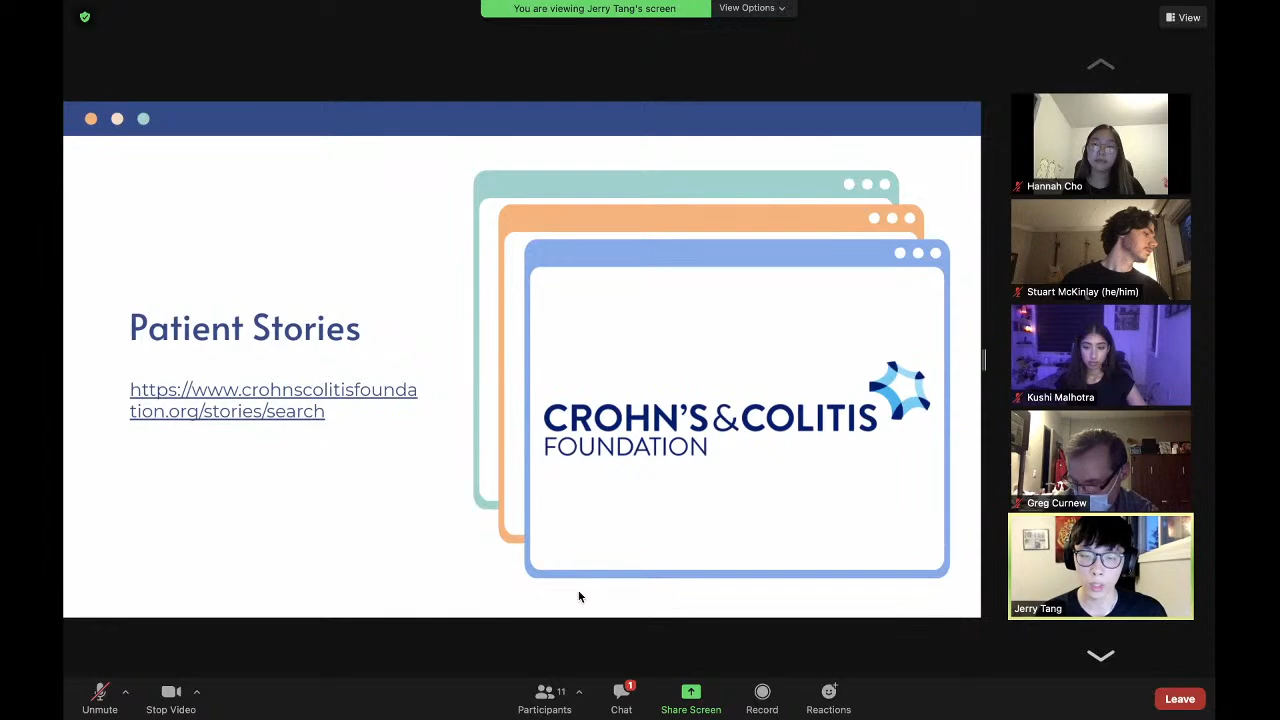 You are viewing Jerry Tang's screen
View Options
View
Hannah Cho
Stuart McKinlay (he/him)
Patient Stories
https://www.crohnscolitisfounda
tion.org/stories/search
CROHN'S & COLITIS
FOUNDATION
Kushi Malhotra
Greg Curnew
Jerry Tang
Unmute
Stop Video
Participants
11
Chat
1
Share Screen
Record
Reactions
Leave